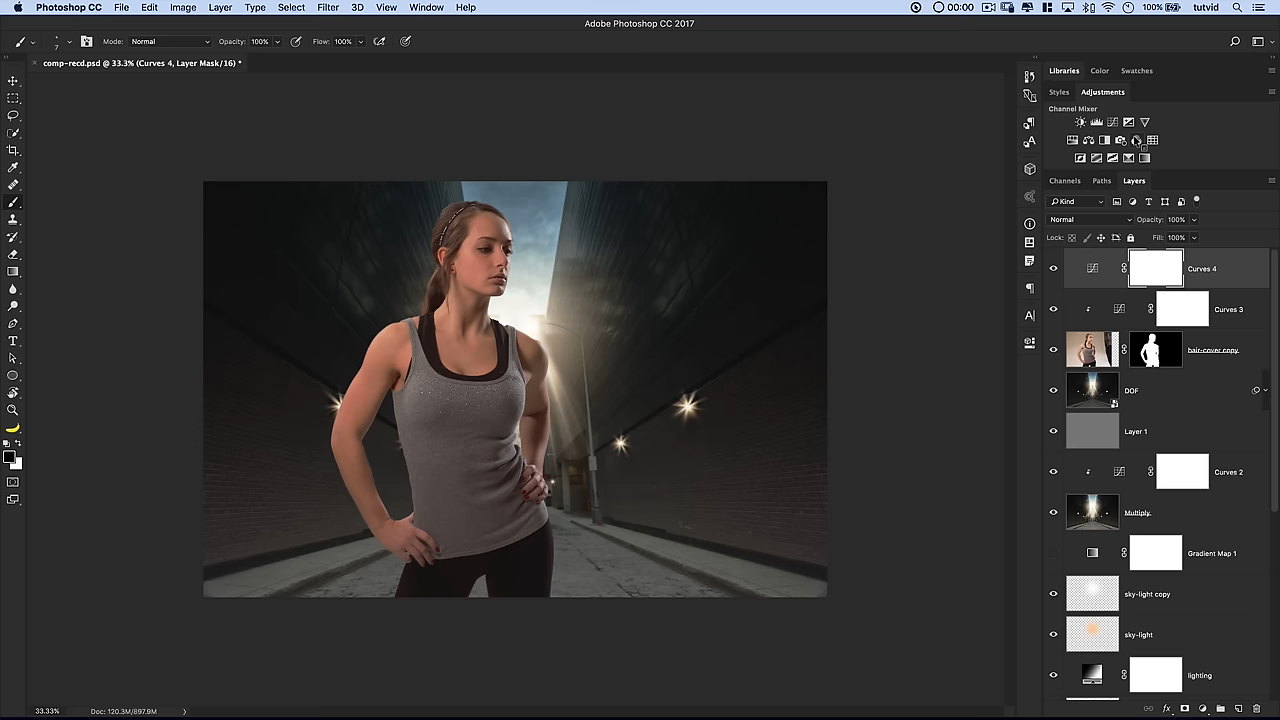 Photoshop CC File Edit Image Layer Type Select Filter 3D View Window Help 00:00 100% tutvid
Adobe Photoshop CC 2017
7 Mode: Normal Opacity: 100% Flow: 100%
comp-recd.psd @ 33.3% (Curves 4, Layer Mask/16) *
Libraries Color Swatches
Styles Adjustments
Channel Mixer
Channels Paths Layers
Kind
Normal Opacity: 100%
Lock: Fill: 100%
Curves 4
Curves 3
hair-cover copy
DOF
Layer 1
Curves 2
Multiply.
Gradient Map 1
sky-light copy
sky-light
lighting
33.33% Doc: 120.3M/897.9M